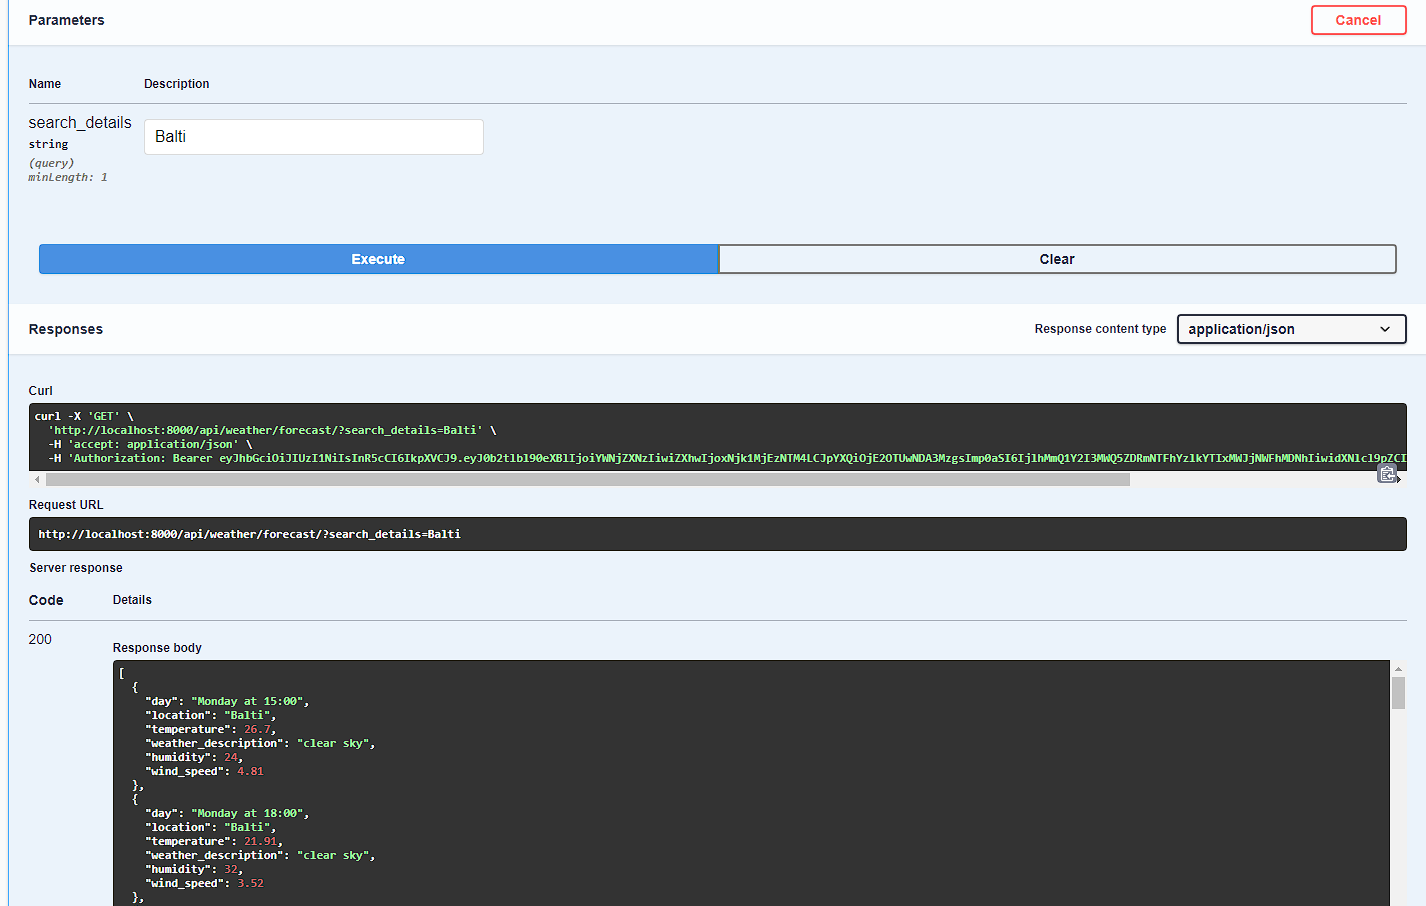 Parameters
Cancel
Name Description
search_details
string
(query)
minLength: 1
Balti
Execute Clear
Responses
Response content type application/json
Curl
curl -X 'GET' \
'http://localhost:8000/api/weather/forecast/?search_details=Balti' \
-H 'accept: application/json' \
-H 'Authorization: Bearer
Request URL
http://localhost:8000/api/weather/forecast/?search_details=Balti
Server response
Code Details
200
Response body
[
{
"day": "Monday at 15:00",
"location": "Balti",
"temperature": 26.7,
"weather_description": "clear sky",
"humidity": 24,
"wind_speed": 4.81
},
{
"day": "Monday at 18:00",
"location": "Balti",
"temperature": 21.91,
"weather_description": "clear sky",
"humidity": 32,
"wind_speed": 3.52
},